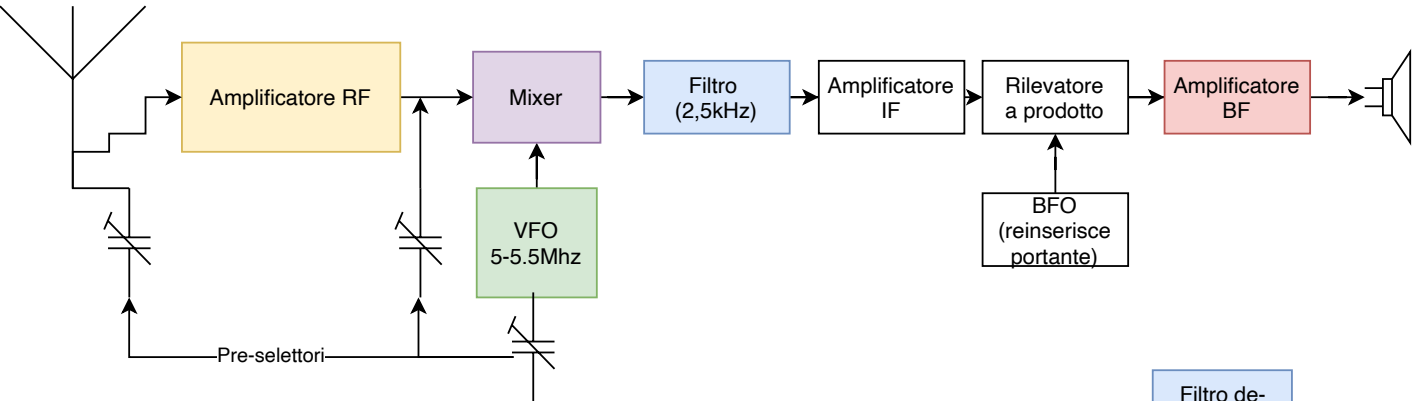 Amplificatore RF
Mixer
Filtro
(2,5kHz)
Amplificatore
IF
Rilevatore
a prodotto
Amplificatore
BF
VFO
5-5.5Mhz
BFO
(reinserisce
portante)
Pre-selettori
Filtro de-